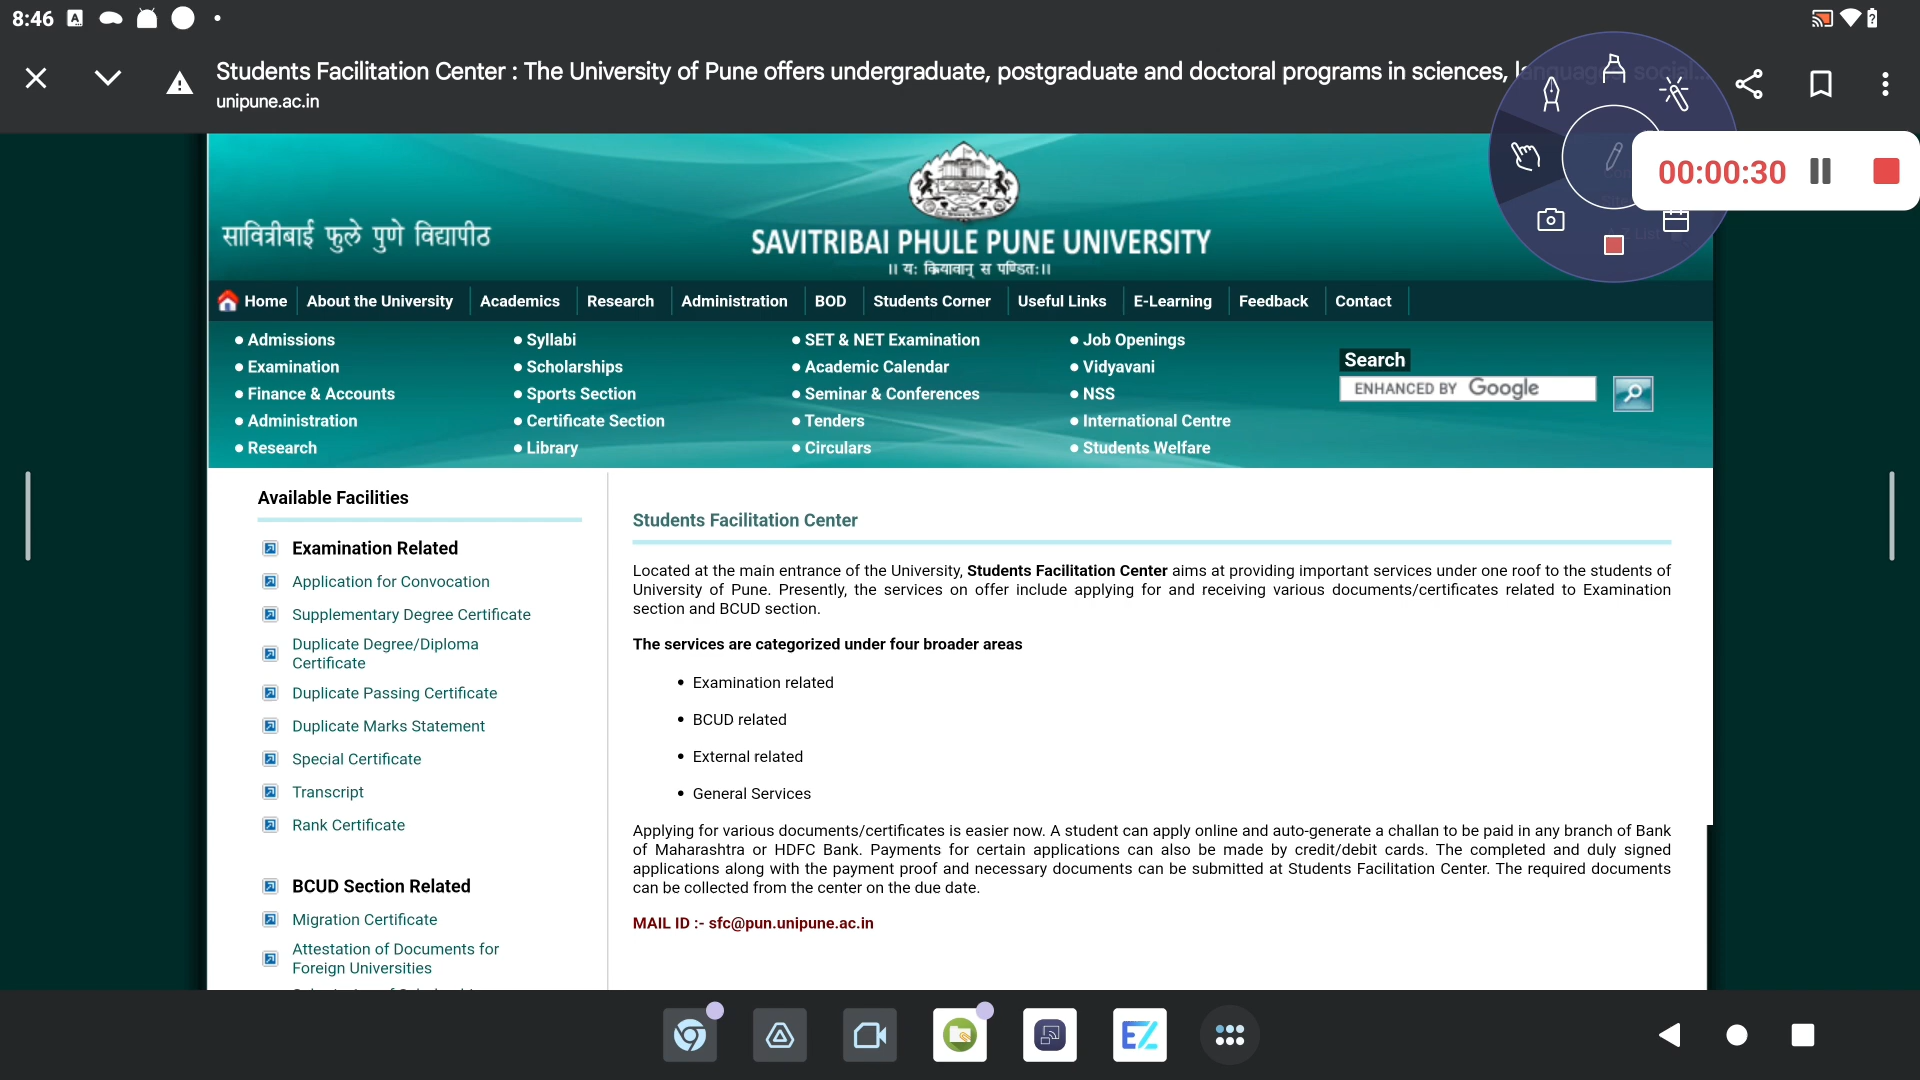 8:46
Students Facilitation Center : The University of Pune offers undergraduate, postgraduate and doctoral programs in sciences, languages, social...
unipune.ac.in
00:00:30
सावित्रीबाई फुले पुणे विद्यापीठ
SAVITRIBAI PHULE PUNE UNIVERSITY
॥ यः क्रियावान् स पण्डितः॥
Home About the University Academics Research Administration BOD Students Corner Useful Links E-Learning Feedback Contact
Admissions Syllabi SET & NET Examination Job Openings
Examination Scholarships Academic Calendar Vidyavani
Finance & Accounts Sports Section Seminar & Conferences NSS
Administration Certificate Section Tenders International Centre
Research Library Circulars Students Welfare
Search
ENHANCED BY Google
Available Facilities
Examination Related
Application for Convocation
Supplementary Degree Certificate
Duplicate Degree/Diploma
Certificate
Duplicate Passing Certificate
Duplicate Marks Statement
Special Certificate
Transcript
Rank Certificate
BCUD Section Related
Migration Certificate
Attestation of Documents for
Foreign Universities
Students Facilitation Center
Located at the main entrance of the University, Students Facilitation Center aims at providing important services under one roof to the students of
University of Pune. Presently, the services on offer include applying for and receiving various documents/certificates related to Examination
section and BCUD section.
The services are categorized under four broader areas
Examination related
BCUD related
External related
General Services
Applying for various documents/certificates is easier now. A student can apply online and auto-generate a challan to be paid in any branch of Bank
of Maharashtra or HDFC Bank. Payments for certain applications can also be made by credit/debit cards. The completed and duly signed
applications along with the payment proof and necessary documents can be submitted at Students Facilitation Center. The required documents
can be collected from the center on the due date.
MAIL ID :- sfc@pun.unipune.ac.in
EZ